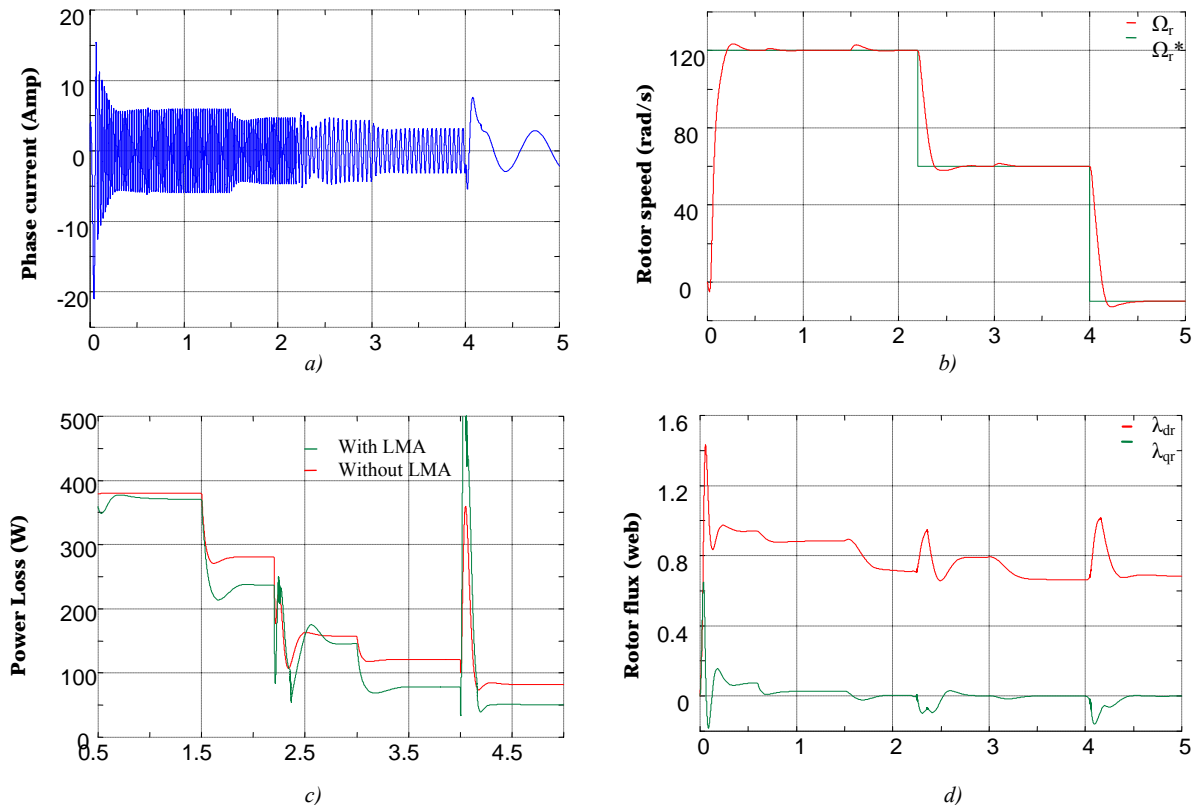 20
10
0
-10
-20
Phase current (Amp)
0 1 2 3 4 5
a)
120
60
40
0
Rotor speed (rad/s)
Ωr
Ωr*
0 1 2 3 4 5
b)
500
400
300
200
100
0
Power Loss (W)
With LMA
Without LMA
0.5 1.5 2.5 3.5 4.5
c)
1.6
1.2
0.8
0.4
0
Rotor flux (web)
λdr
λqr
0 1 2 3 4 5
d)